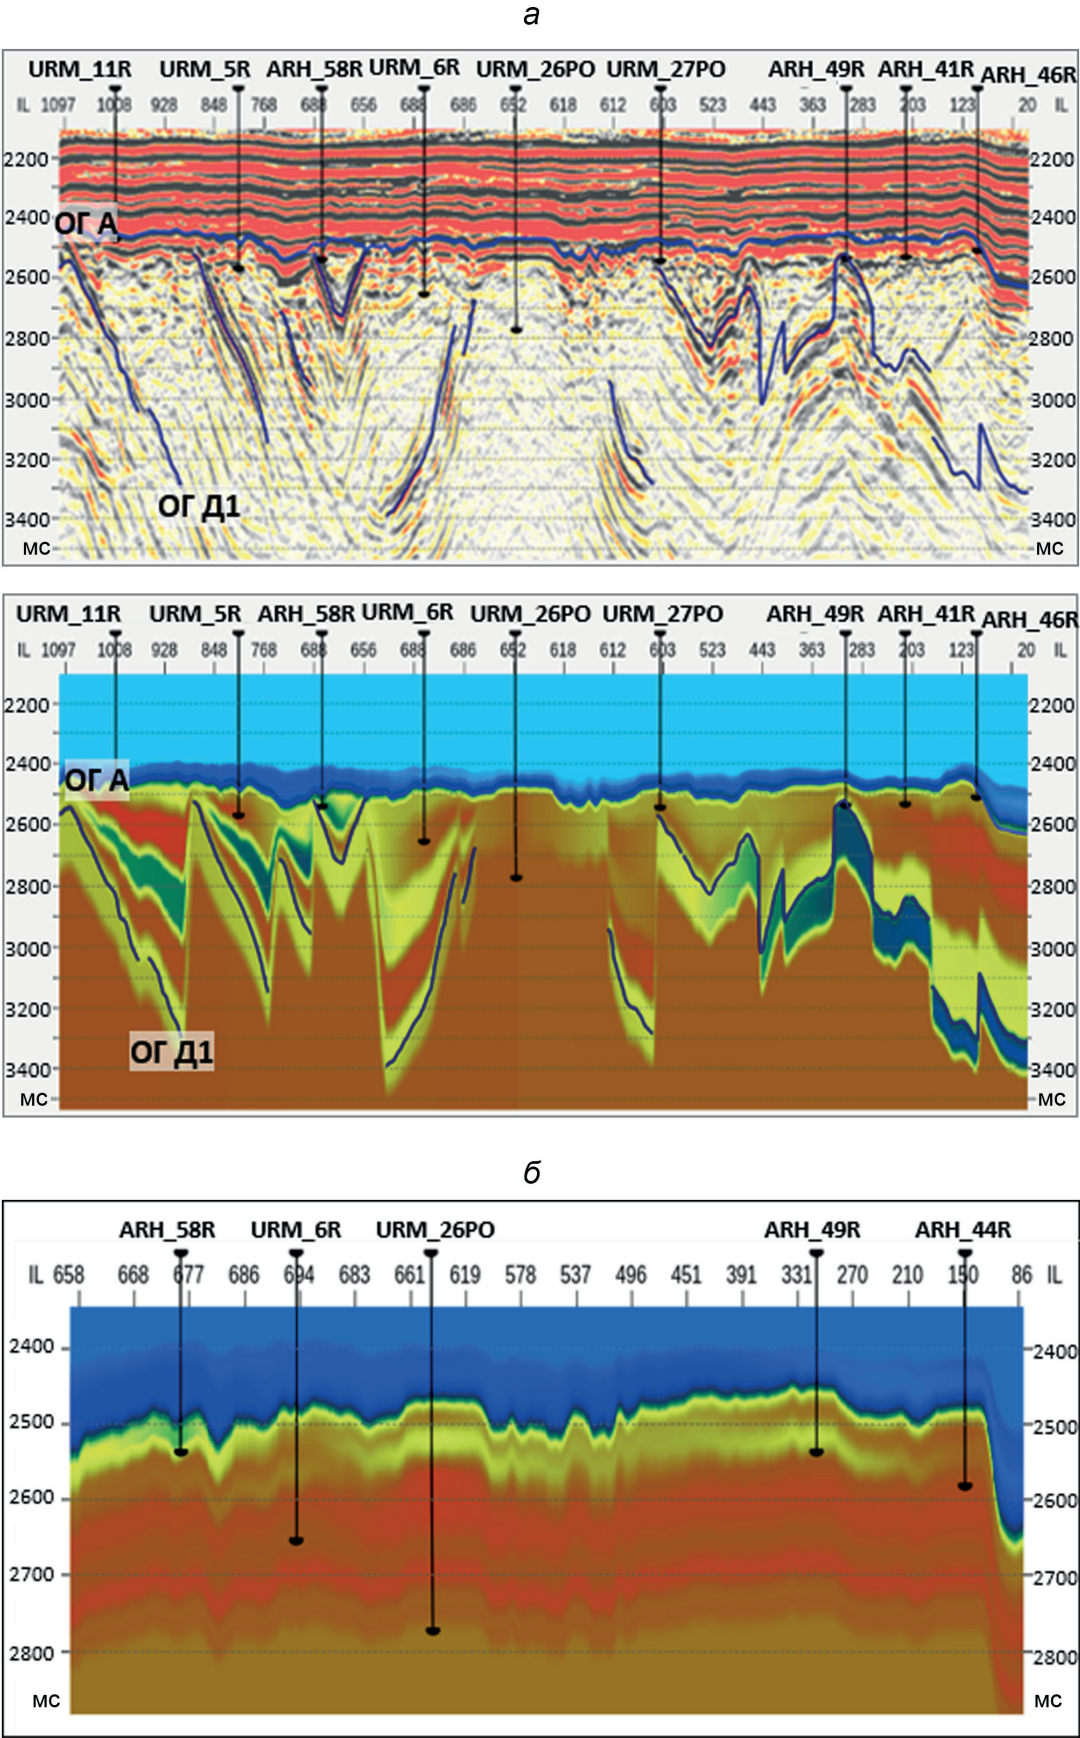 а
URM_11R URM_5R ARH_58R URM_6R URM_26PO URM_27PO ARH_49R ARH_41R ARH_46R
IL 1097 1008 928 848 768 688 656 688 686 652 618 612 603 523 443 363 283 203 123 20 IL
2200 2200
2400 2400
ОГ А
2600 2600
2800 2800
3000 3000
3200 3200
ОГ Д1
3400 3400
мс мс
URM_11R URM_5R ARH_58R URM_6R URM_26PO URM_27PO ARH_49R ARH_41R ARH_46R
IL 1097 1008 928 848 768 688 656 688 686 652 618 612 603 523 443 363 283 203 123 20 IL
2200 2200
2400 2400
ОГ А
2600 2600
2800 2800
3000 3000
3200 3200
ОГ Д1
3400 3400
мс мс
б
ARH_58R URM_6R URM_26PO ARH_49R ARH_44R
IL 658 668 677 686 694 683 661 619 578 537 496 451 391 331 270 210 150 86 IL
2400 2400
2500 2500
2600 2600
2700 2700
2800 2800
мс мс